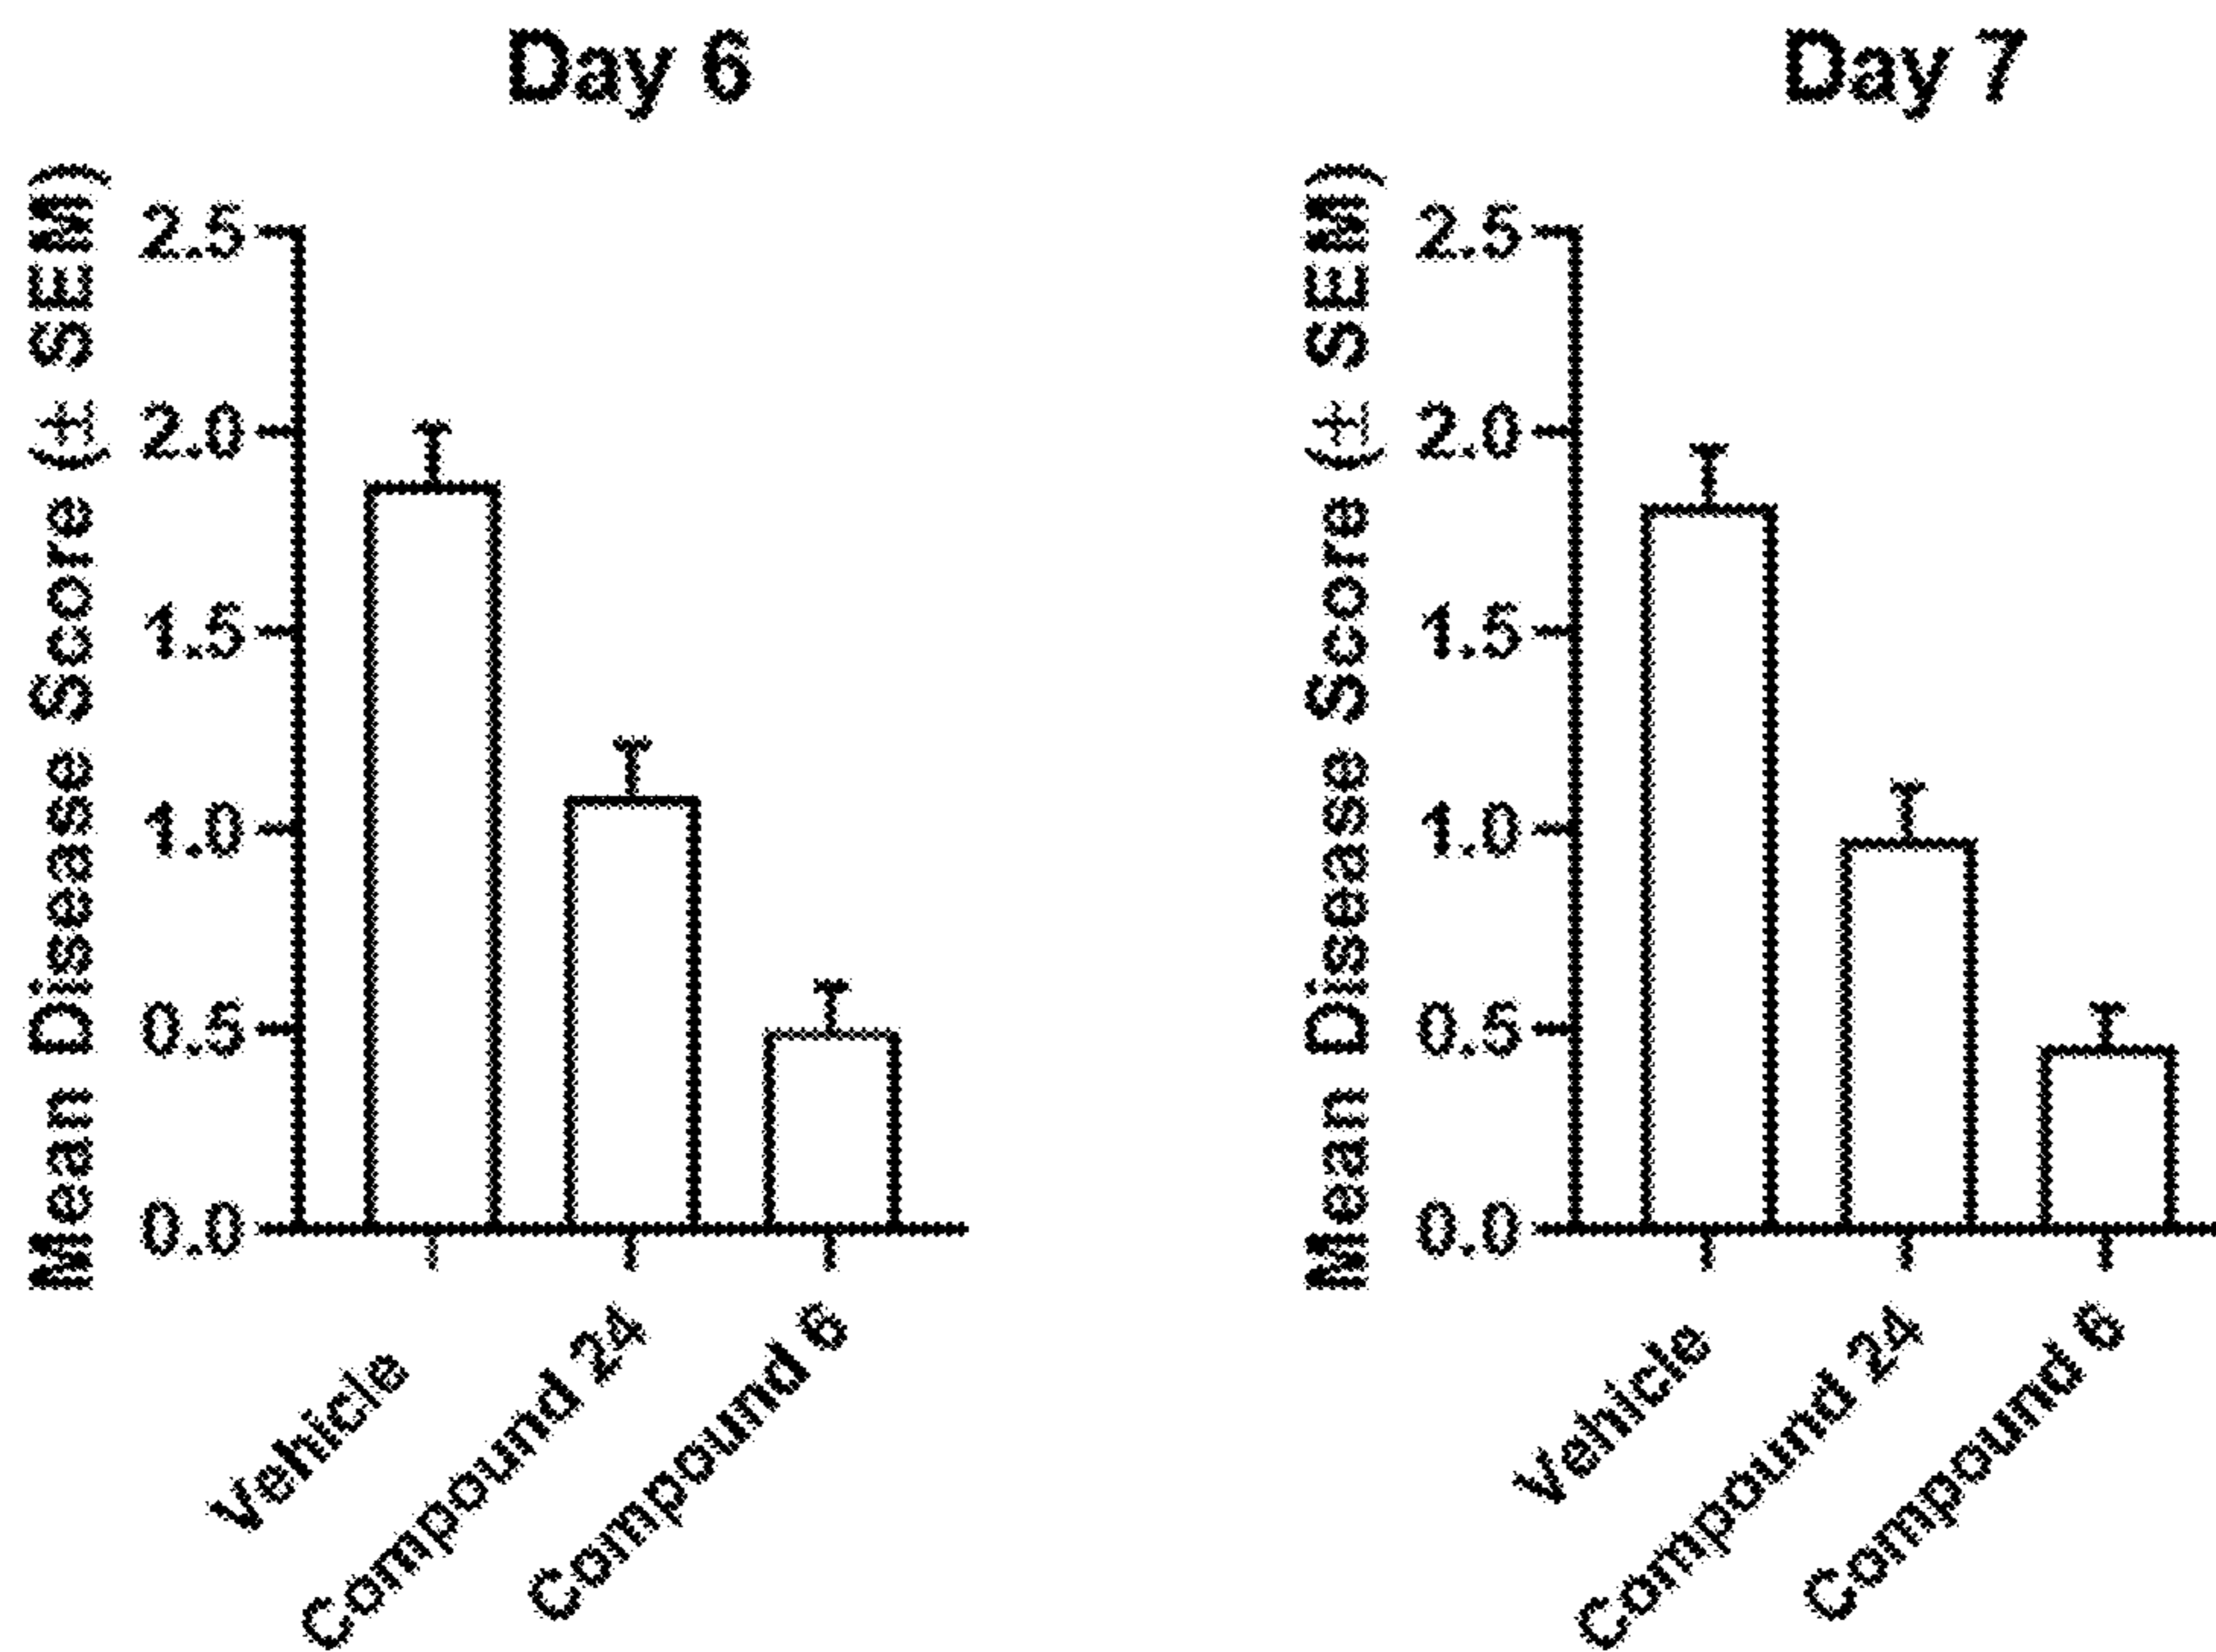 Day 6
Mean Disease Score (± SEM)
2.5
2.0
1.5
1.0
0.5
0.0
Vehicle
Compound 24
Compound 6
Day 7
Mean Disease Score (± SEM)
2.5
2.0
1.5
1.0
0.5
0.0
Vehicle
Compound 24
Compound 6